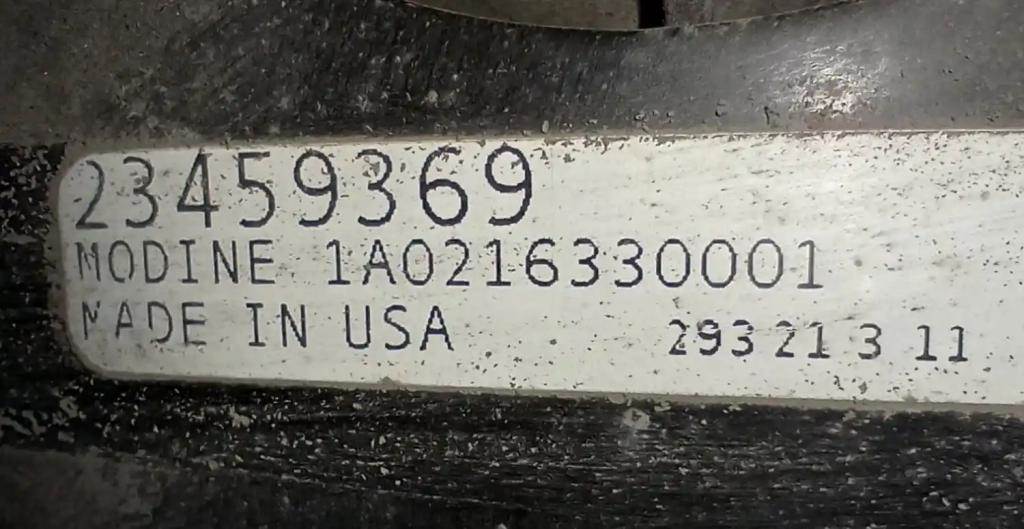 23459369
MODINE 1A0216330001
MADE IN USA 293 21 3 11